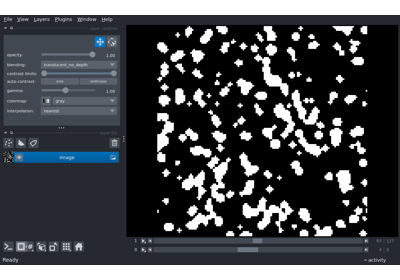 File View Layers Plugins Window Help
opacity: 1.00
blending: translucent_no_depth
contrast limits:
auto-contrast: once continuous
gamma: 1.00
colormap: gray
interpolation: nearest
Image
1
0
Ready activity